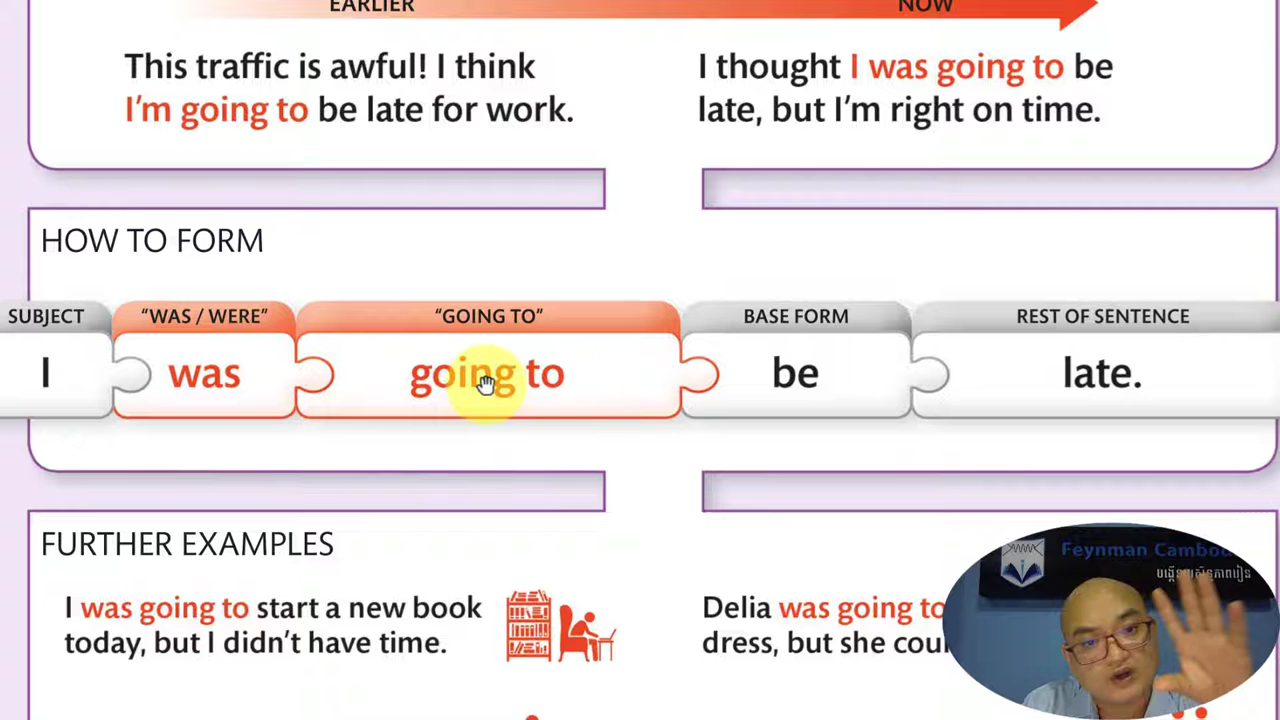 EARLIER
NOW
This traffic is awful! I think
I'm going to be late for work.
I thought I was going to be
late, but I'm right on time.
HOW TO FORM
SUBJECT
"WAS / WERE"
"GOING TO"
BASE FORM
REST OF SENTENCE
I
was
going to
be
late.
FURTHER EXAMPLES
I was going to start a new book
today, but I didn't have time.
Delia was going to
dress, but she
Feynman